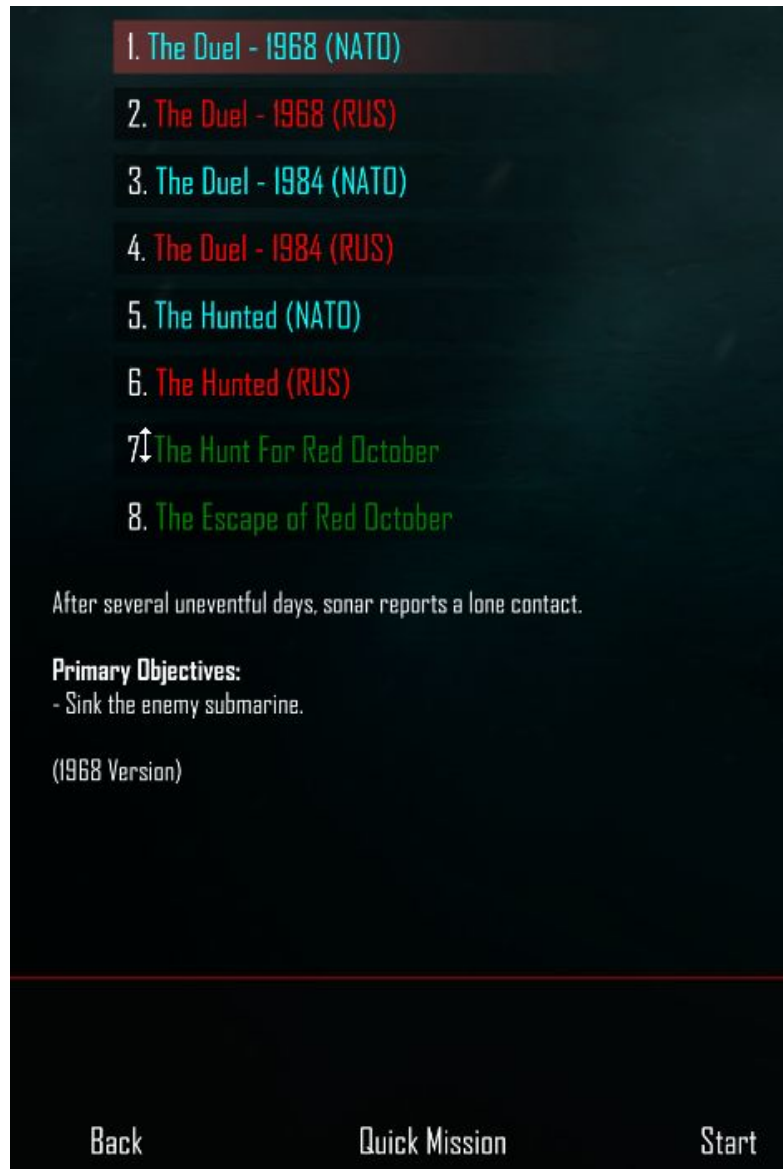 1. The Duel - 1968 (NATO)
2. The Duel - 1968 (RUS)
3. The Duel - 1984 (NATO)
4. The Duel - 1984 (RUS)
5. The Hunted (NATO)
6. The Hunted (RUS)
7 The Hunt For Red October
8. The Escape of Red October
After several uneventful days, sonar reports a lone contact.
Primary Objectives:
- Sink the enemy submarine.
(1968 Version)
Back Quick Mission Start